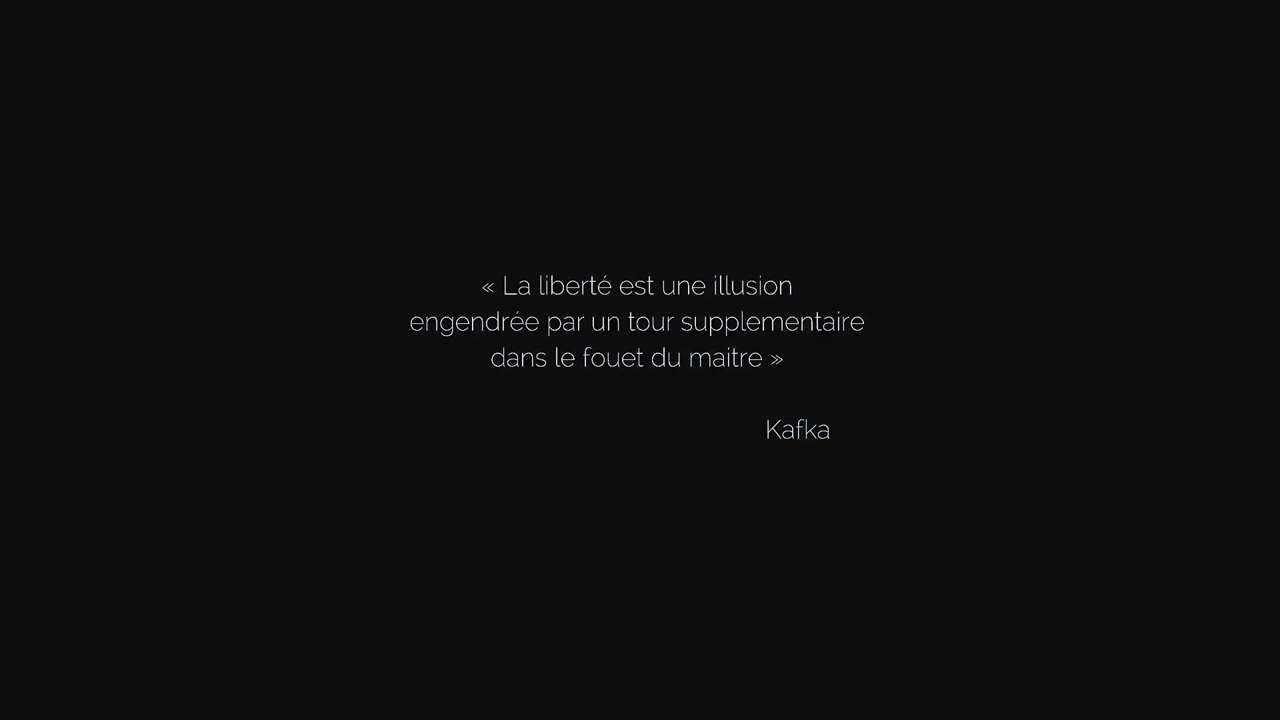 « La liberté est une illusion
engendrée par un tour supplementaire
dans le fouet du maitre »
Kafka